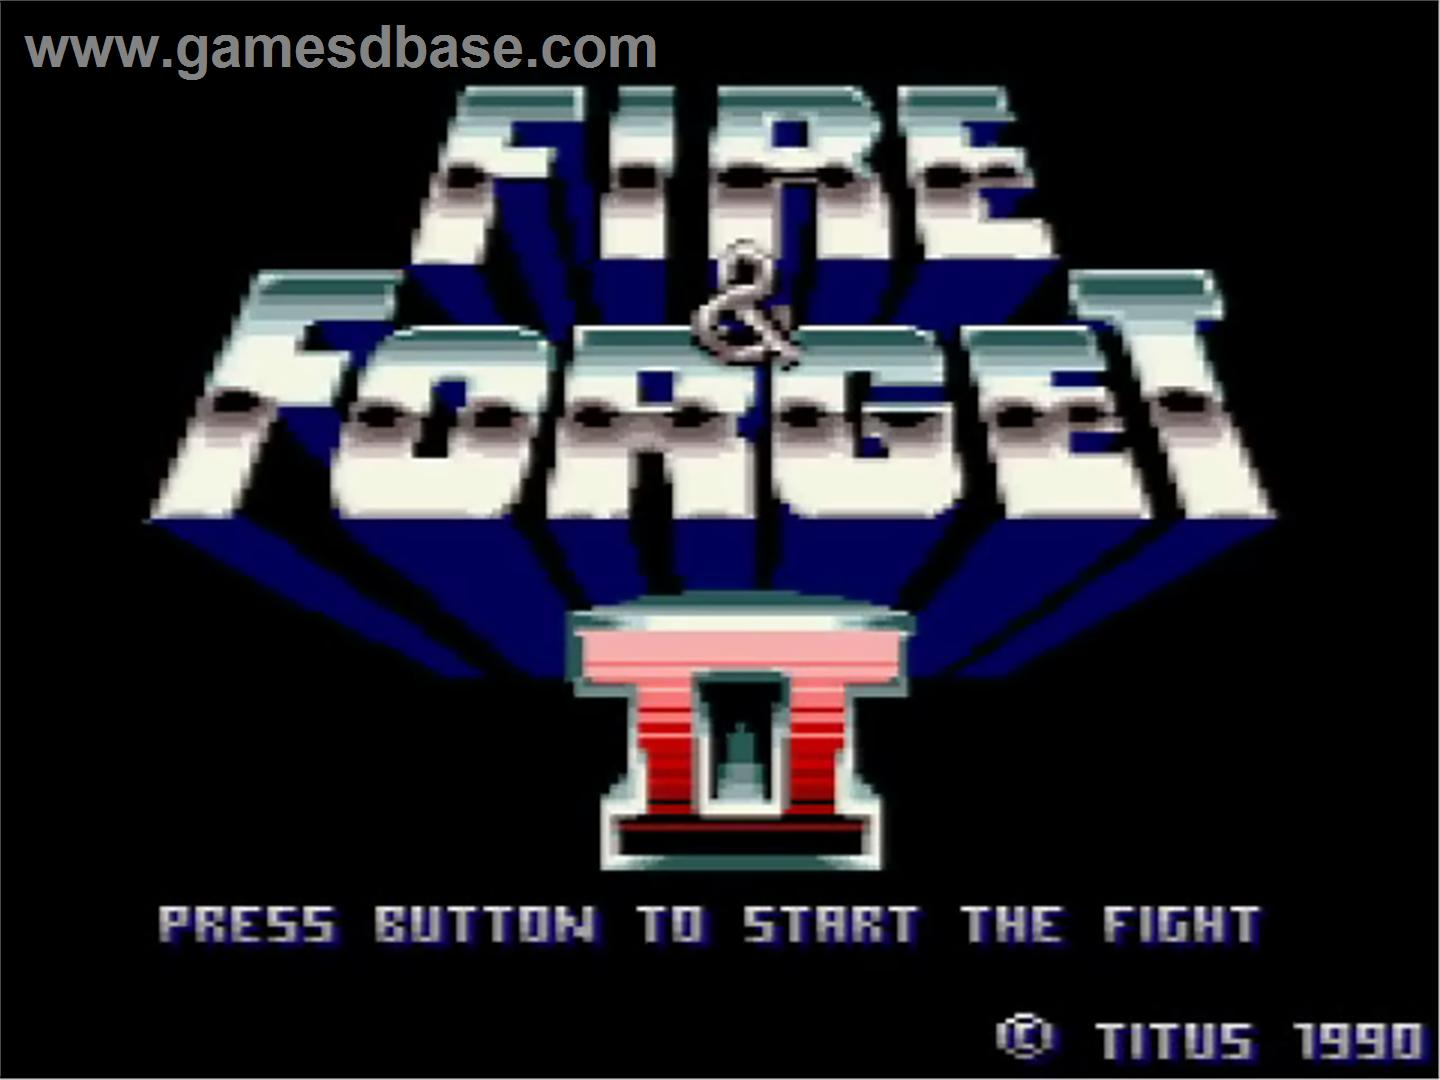 www.gamesdbase.com
FIRE
&
FORGET
II
PRESS BUTTON TO START THE FIGHT
© TITUS 1990